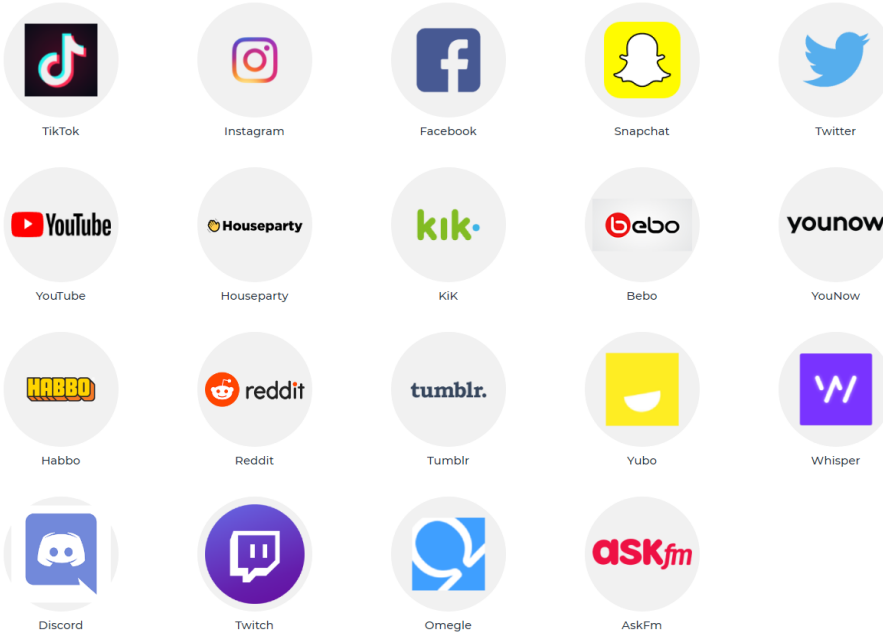 TikTok Instagram Facebook Snapchat Twitter
YouTube Houseparty kik. bebo younow
YouTube Houseparty KiK Bebo YouNow
HABBO reddit tumblr.
Habbo Reddit Tumblr Yubo Whisper
ASKfm
Discord Twitch Omegle AskFm